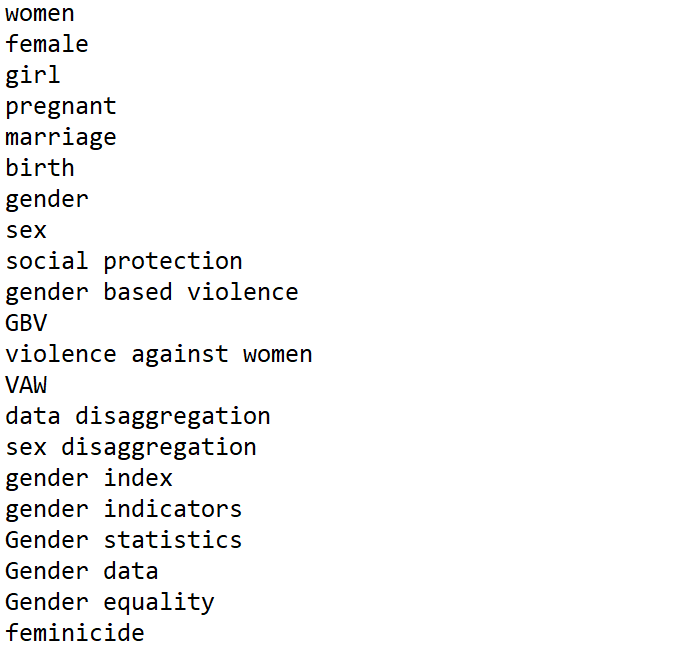 women
female
girl
pregnant
marriage
birth
gender
sex
social protection
gender based violence
GBV
violence against women
VAW
data disaggregation
sex disaggregation
gender index
gender indicators
Gender statistics
Gender data
Gender equality
feminicide